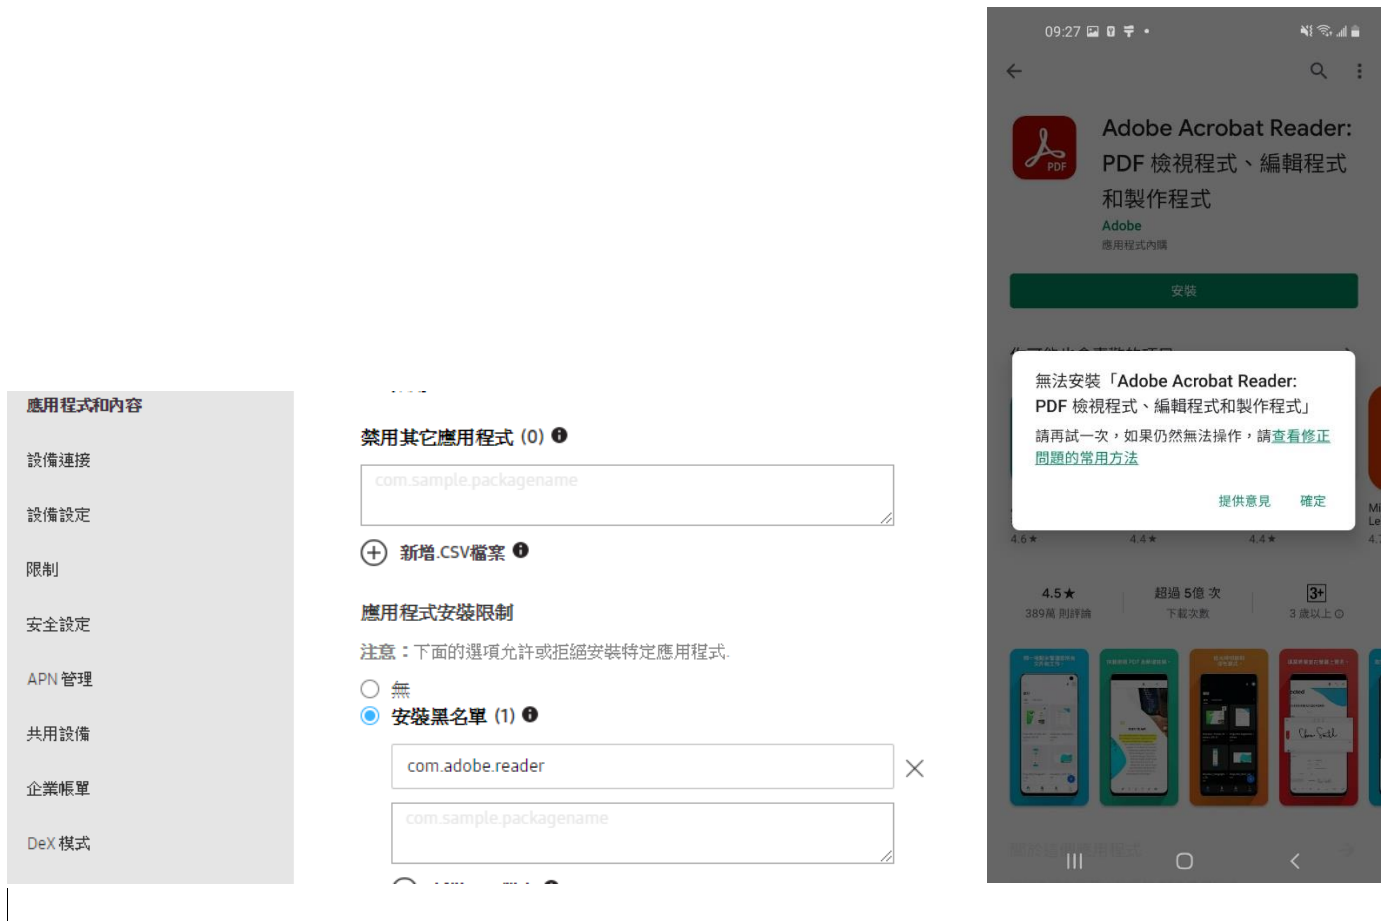 應用程式和內容
設備連接
設備設定
限制
安全設定
APN 管理
共用設備
企業帳單
DeX 模式
禁用其它應用程式 (0)
com.sample.packagename
新增.CSV檔案
應用程式安裝限制
注意：下面的選項允許或拒絕安裝特定應用程式.
無
安裝黑名單 (1)
com.adobe.reader
com.sample.packagename
09:27
Adobe Acrobat Reader:
PDF 檢視程式、編輯程式
和製作程式
Adobe
應用程式內購
安裝
無法安裝「Adobe Acrobat Reader:
PDF 檢視程式、編輯程式和製作程式」
請再試一次，如果仍然無法操作，請查看修正
問題的常用方法
提供意見 確定
Mi
Le
4.6★ 4.4★ 4.4★ 4.
4.5★ 超過 5億 次 3+
389萬 則評論 下載次數 3 歲以上